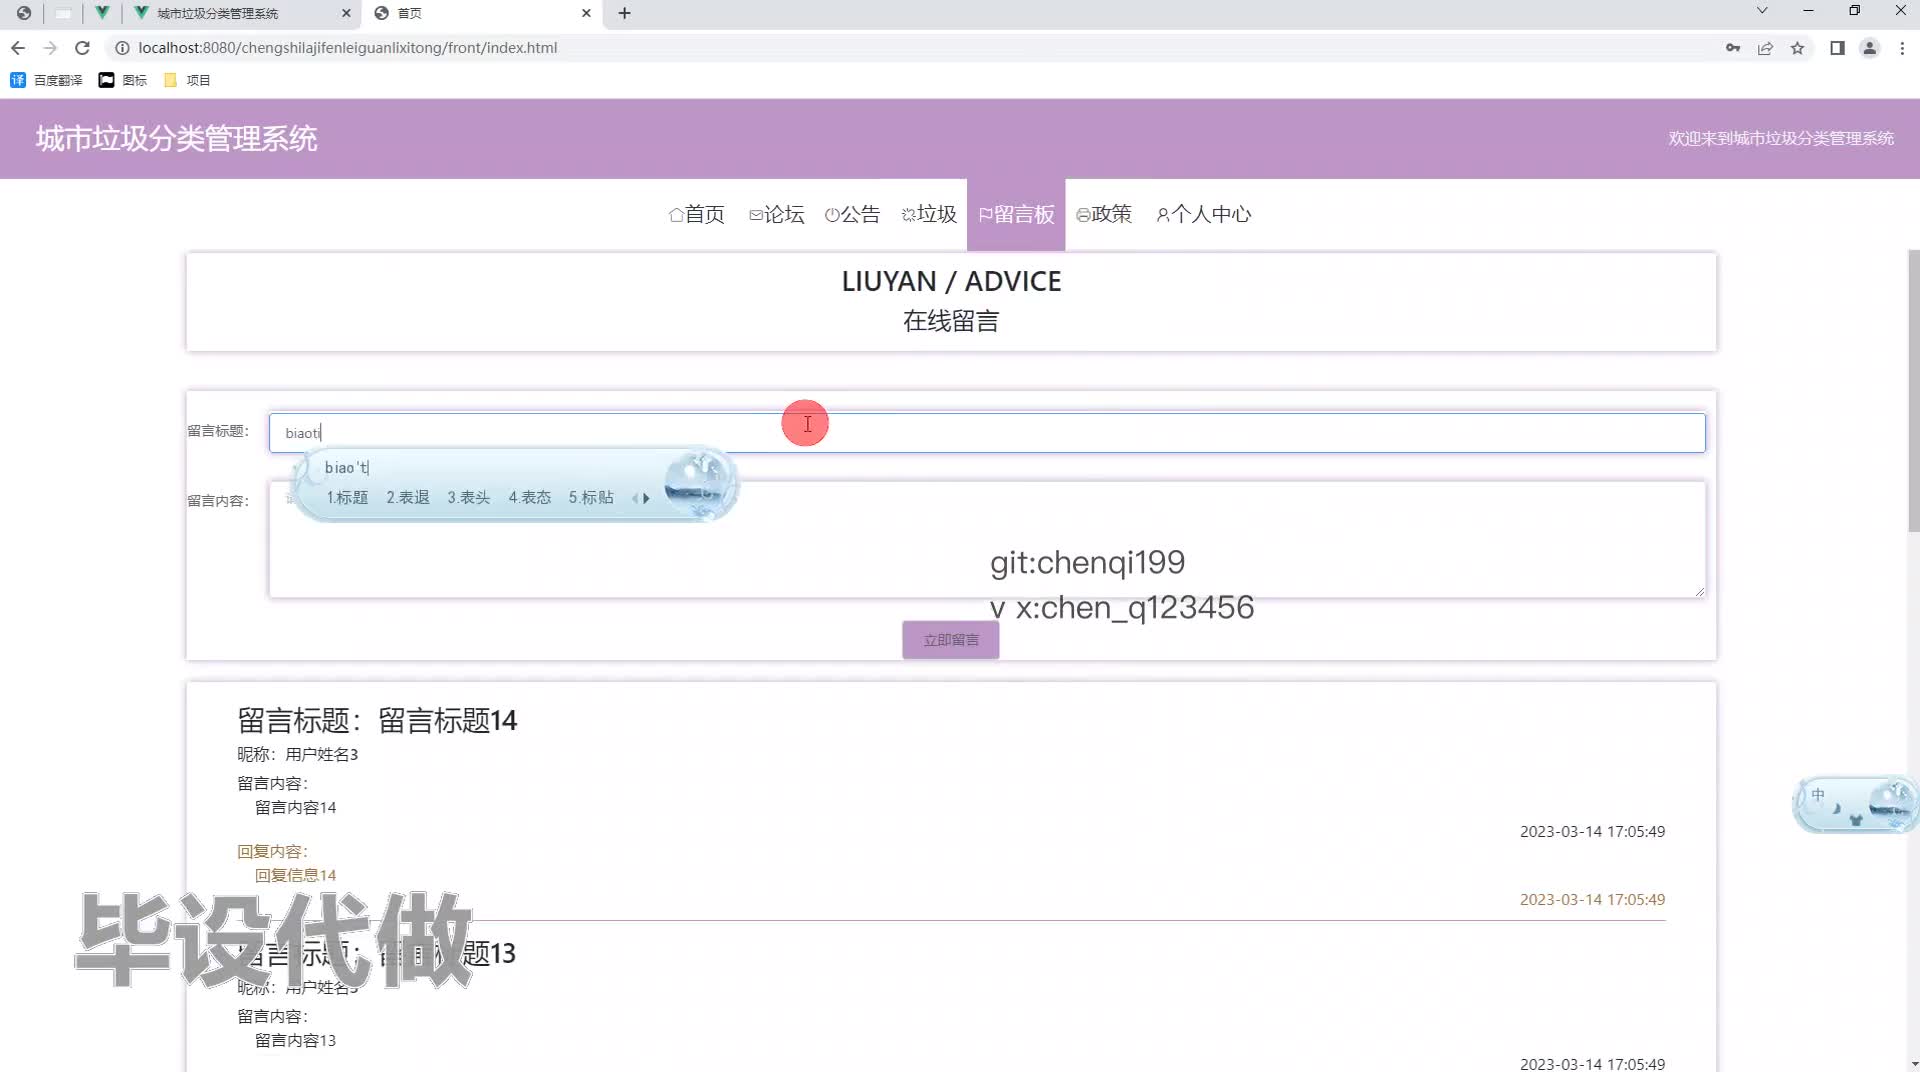 城市垃圾分类管理系统
首页
localhost:8080/chengshilajifenleiguanlixitong/front/index.html
百度翻译
图标
项目
城市垃圾分类管理系统
欢迎来到城市垃圾分类管理系统
首页
论坛
公告
垃圾
留言板
政策
个人中心
LIUYAN / ADVICE
在线留言
留言标题：
biaoti
biao't
1.标题 2.表退 3.表头 4.表态 5.标贴
留言内容：
git:chenqi199
v x:chen_q123456
立即留言
留言标题：留言标题14
昵称：用户姓名3
留言内容：
留言内容14
2023-03-14 17:05:49
回复内容：
回复信息14
2023-03-14 17:05:49
毕设代做
留言标题：留言标题13
昵称：用户姓名3
留言内容：
留言内容13
2023-03-14 17:05:49
中